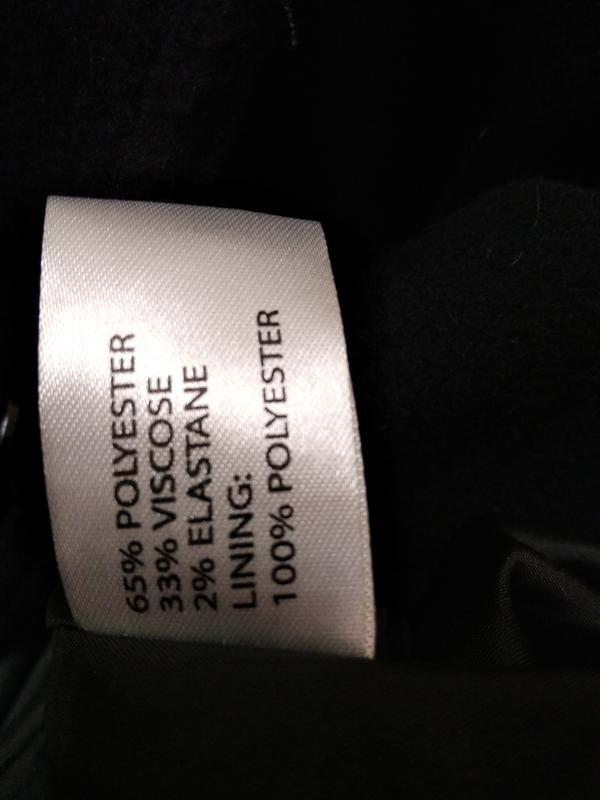 65% POLYESTER
33% VISCOSE
2% ELASTANE
LINING:
100% POLYESTER